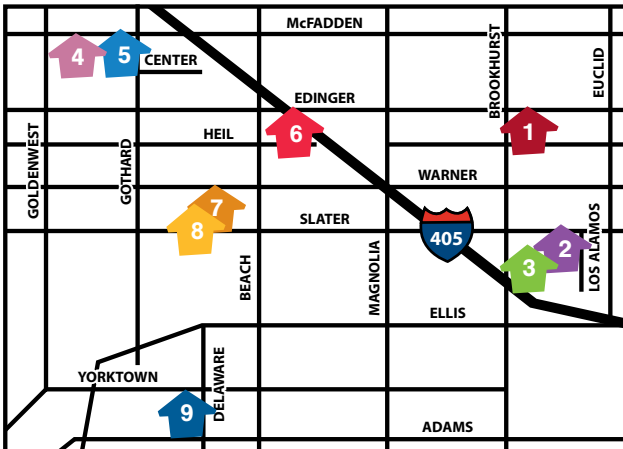 McFADDEN
4
5
CENTER
BROOKHURST
EUCLID
EDINGER
HEIL
6
1
GOLDENWEST
GOTHARD
WARNER
7
8
SLATER
405
2
3
LOS ALAMOS
BEACH
MAGNOLIA
ELLIS
YORKTOWN
DELAWARE
9
ADAMS